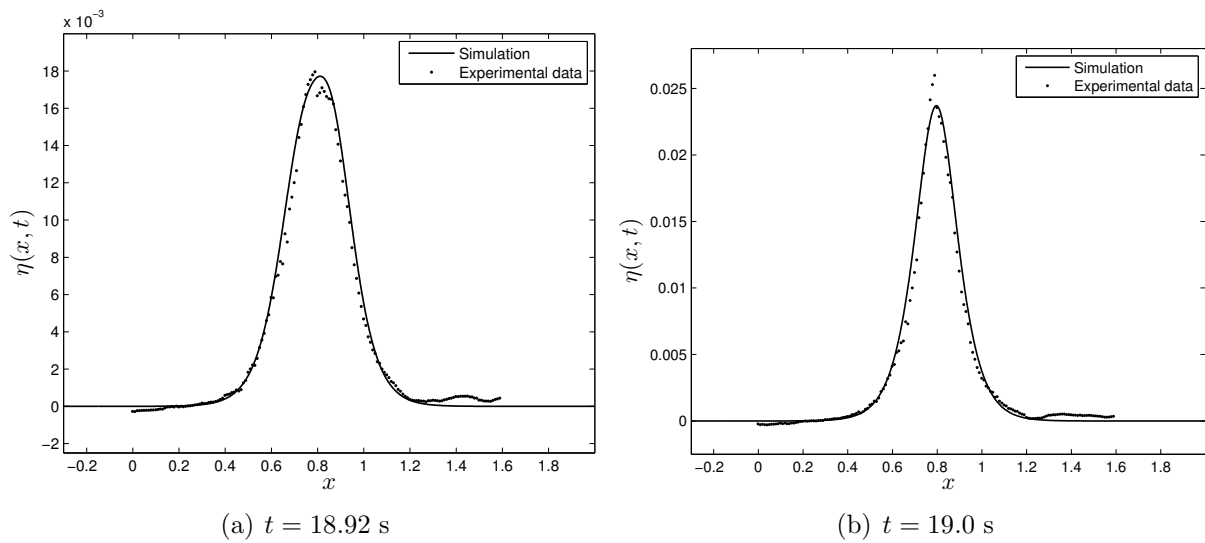 x 10⁻³
Simulation
Experimental data
18
16
14
12
10
8
6
4
2
0
−2
η(x, t)
−0.2 0 0.2 0.4 0.6 0.8 1 1.2 1.4 1.6 1.8
x
(a) t = 18.92 s
Simulation
Experimental data
0.025
0.02
0.015
0.01
0.005
0
η(x, t)
−0.2 0 0.2 0.4 0.6 0.8 1 1.2 1.4 1.6 1.8
x
(b) t = 19.0 s